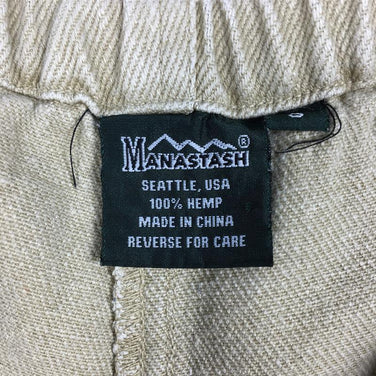 MANASTASH®
SEATTLE, USA
100% HEMP
MADE IN CHINA
REVERSE FOR CARE